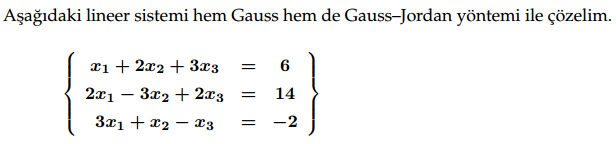 Aşağıdaki lineer sistemi hem Gauss hem de Gauss–Jordan yöntemi ile çözelim.
x₁ + 2x₂ + 3x₃ = 6
2x₁ − 3x₂ + 2x₃ = 14
3x₁ + x₂ − x₃ = −2